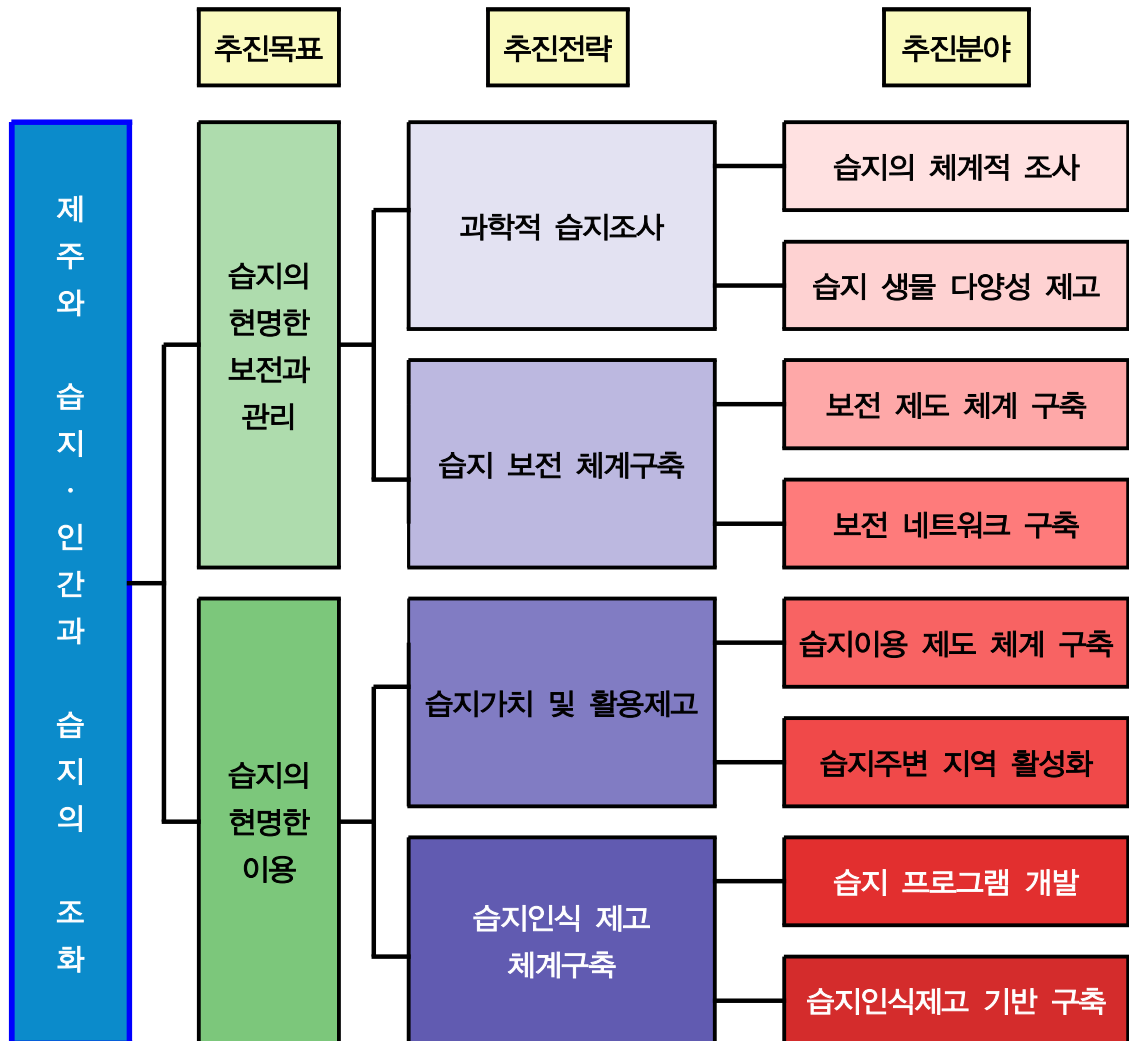 추진목표
추진전략
추진분야
제주와 습지·인간과 습지의 조화
습지의
현명한
보전과
관리
과학적 습지조사
습지의 체계적 조사
습지 생물 다양성 제고
습지 보전 체계구축
보전 제도 체계 구축
보전 네트워크 구축
습지의
현명한
이용
습지가치 및 활용제고
습지이용 제도 체계 구축
습지주변 지역 활성화
습지인식 제고
체계구축
습지 프로그램 개발
습지인식제고 기반 구축